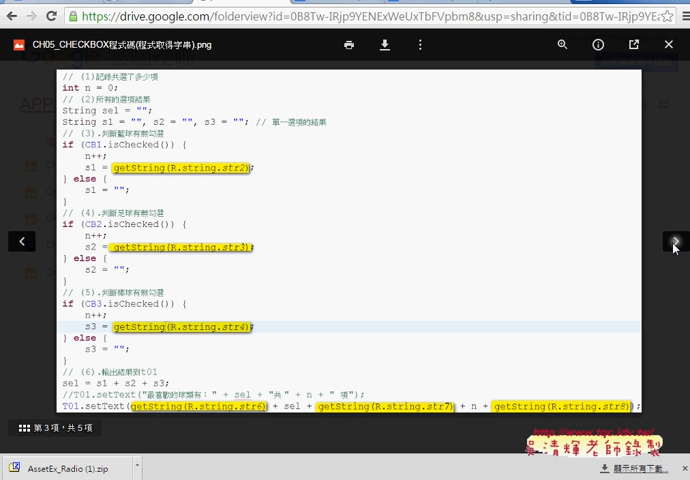 https://drive.google.com/folderview?id=0B8Tw-IRjp9YENExWeUxTbFVpbm8&usp=sharing&tid=0B8Tw-IRjp9YEZ
CH05_CHECKBOX程式碼(程式取得字串).png
// (1)記錄共選了多少項
int n = 0;
// (2)所有的選項結果
String sel = "";
String s1 = "", s2 = "", s3 = ""; // 單一選項的結果
// (3).判斷籃球有無勾選
if (CB1.isChecked()) {
n++;
s1 = getString(R.string.str2);
} else {
s1 = "";
}
// (4).判斷足球有無勾選
if (CB2.isChecked()) {
n++;
s2 = getString(R.string.str3);
} else {
s2 = "";
}
// (5).判斷棒球有無勾選
if (CB3.isChecked()) {
n++;
s3 = getString(R.string.str4);
} else {
s3 = "";
}
// (6).輸出結果到t01
sel = s1 + s2 + s3;
//T01.setText("最喜歡的球類有：" + sel + "共" + n + " 項");
T01.setText(getString(R.string.str6) + sel + getString(R.string.str7) + n + getString(R.string.str8));
第3項，共5項
吳清輝老師錄製
AssetEx_Radio (1).zip
顯示所有下載...